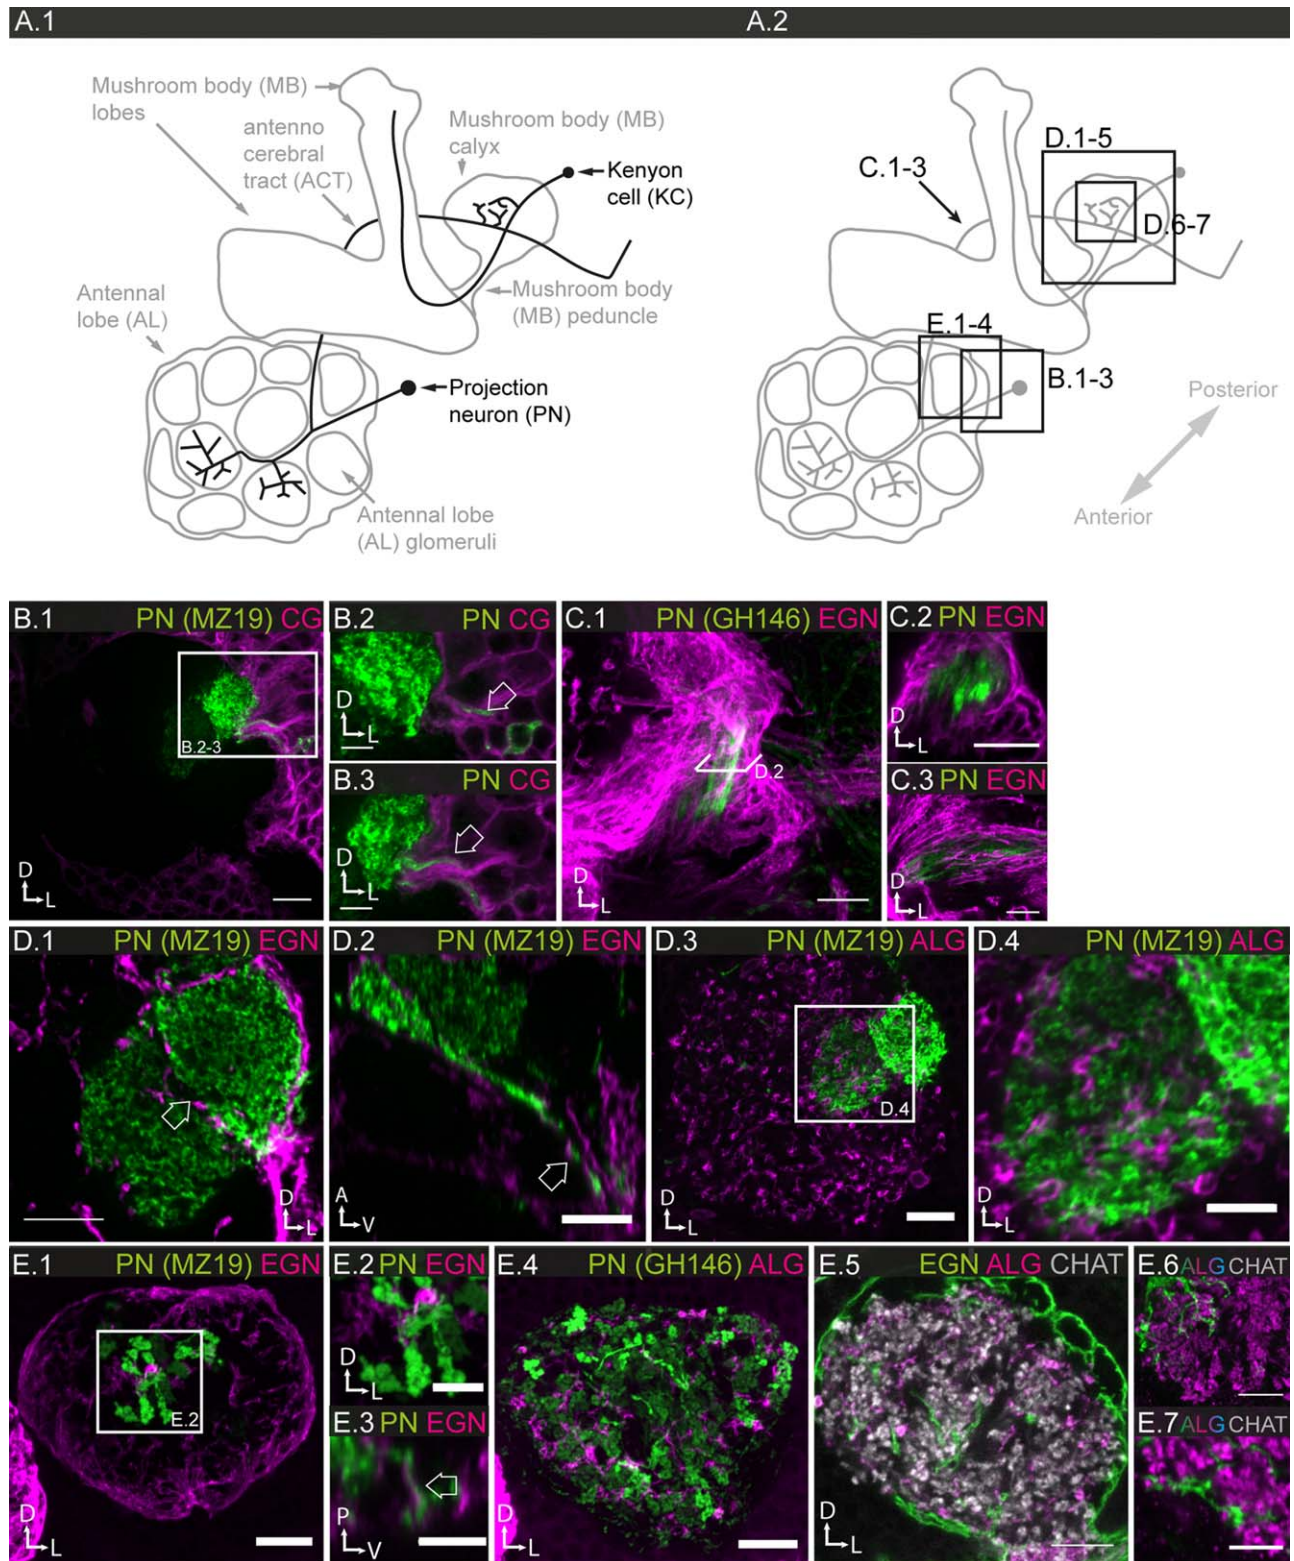 A.1
A.2
Mushroom body (MB)
lobes
antenno
cerebral
tract (ACT)
Mushroom body (MB)
calyx
Kenyon
cell (KC)
Mushroom body
(MB) peduncle
Antennal
lobe (AL)
Projection
neuron (PN)
Antennal lobe
(AL) glomeruli
D.1-5
C.1-3
D.6-7
E.1-4
B.1-3
Posterior
Anterior
B.1 PN (MZ19) CG
B.2-3
D
L
B.2 PN CG
D
L
B.3 PN CG
D
L
C.1 PN (GH146) EGN
D.2
D
L
C.2 PN EGN
D
L
C.3 PN EGN
D
L
D.1 PN (MZ19) EGN
D
L
D.2 PN (MZ19) EGN
A
V
D.3 PN (MZ19) ALG
D.4
D
L
D.4 PN (MZ19) ALG
D
L
E.1 PN (MZ19) EGN
E.2
D
L
E.2 PN EGN
D
L
E.3 PN EGN
P
V
E.4 PN (GH146) ALG
D
L
E.5 EGN ALG CHAT
D
L
E.6 ALG CHAT
E.7 ALG CHAT